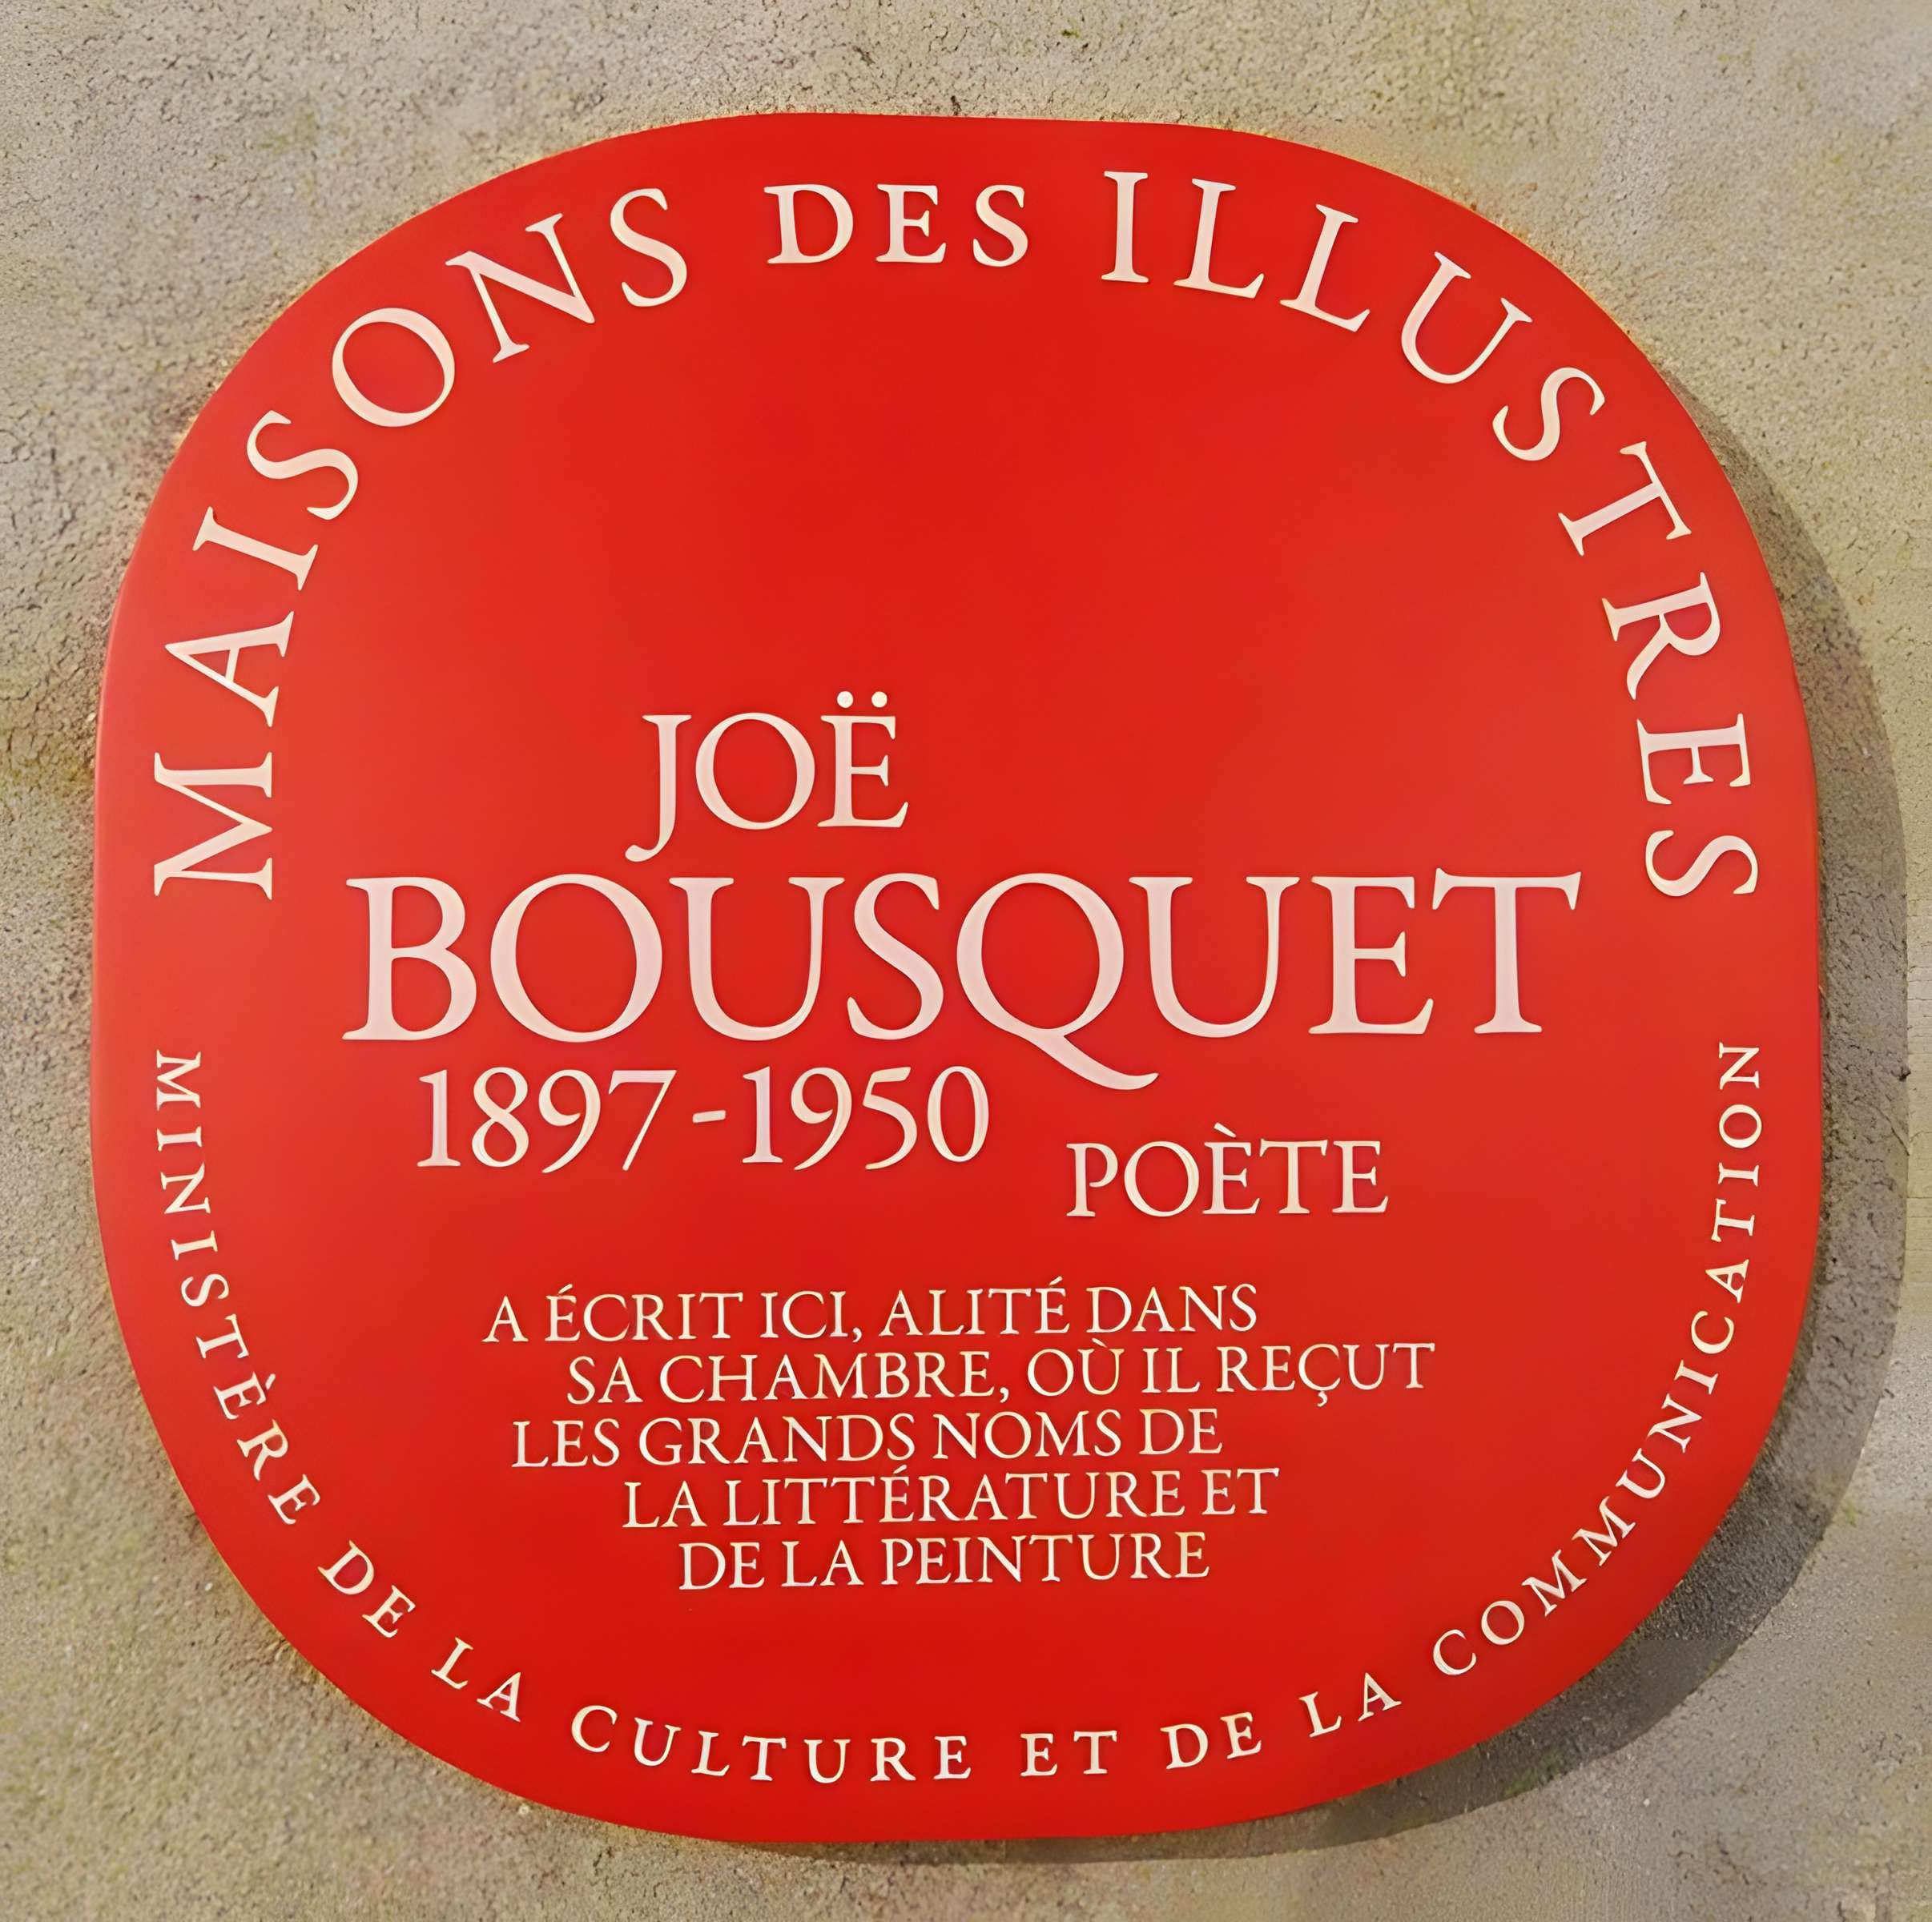 MAISONS DES ILLUSTRES
JOË
BOUSQUET
1897-1950
POÈTE
A ÉCRIT ICI, ALITÉ DANS
SA CHAMBRE, OÙ IL REÇUT
LES GRANDS NOMS DE
LA LITTÉRATURE ET
DE LA PEINTURE
MINISTÈRE DE LA CULTURE ET DE LA COMMUNICATION